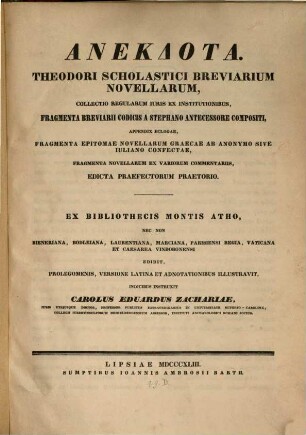 ΑΝΕΚΔΟΤΑ.
THEODORI SCHOLASTICI BREVIARIUM
NOVELLARUM,
COLLECTIO REGULARUM IURIS EX INSTITUTIONIBUS,
FRAGMENTA BREVIARII CODICIS A STEPHANO ANTECESSORE COMPOSITI,
APPENDIX ECLOGAE,
FRAGMENTA EPITOMAE NOVELLARUM GRAECAE AB ANONYMO SIVE
IULIANO CONFECTAE,
FRAGMENTA NOVELLARUM EX VARIORUM COMMENTARIIS,
EDICTA PRAEFECTORUM PRAETORIO.
EX BIBLIOTHECIS MONTIS ATHO,
NEC NON
BIENERIANA, BODLEIANA, LAURENTIANA, MARCIANA, PARISIENSI REGIA, VATICANA
ET CAESAREA VINDOBONENSI
EDIDIT,
PROLEGOMENIS, VERSIONE LATINA ET ADNOTATIONIBUS ILLUSTRAVIT,
INDICIBUS INSTRUXIT
CAROLUS EDUARDUS ZACHARIAE,
LIPSIAE MDCCCXLIII.
SUMPTIBUS IOANNIS AMBROSII BARTH.